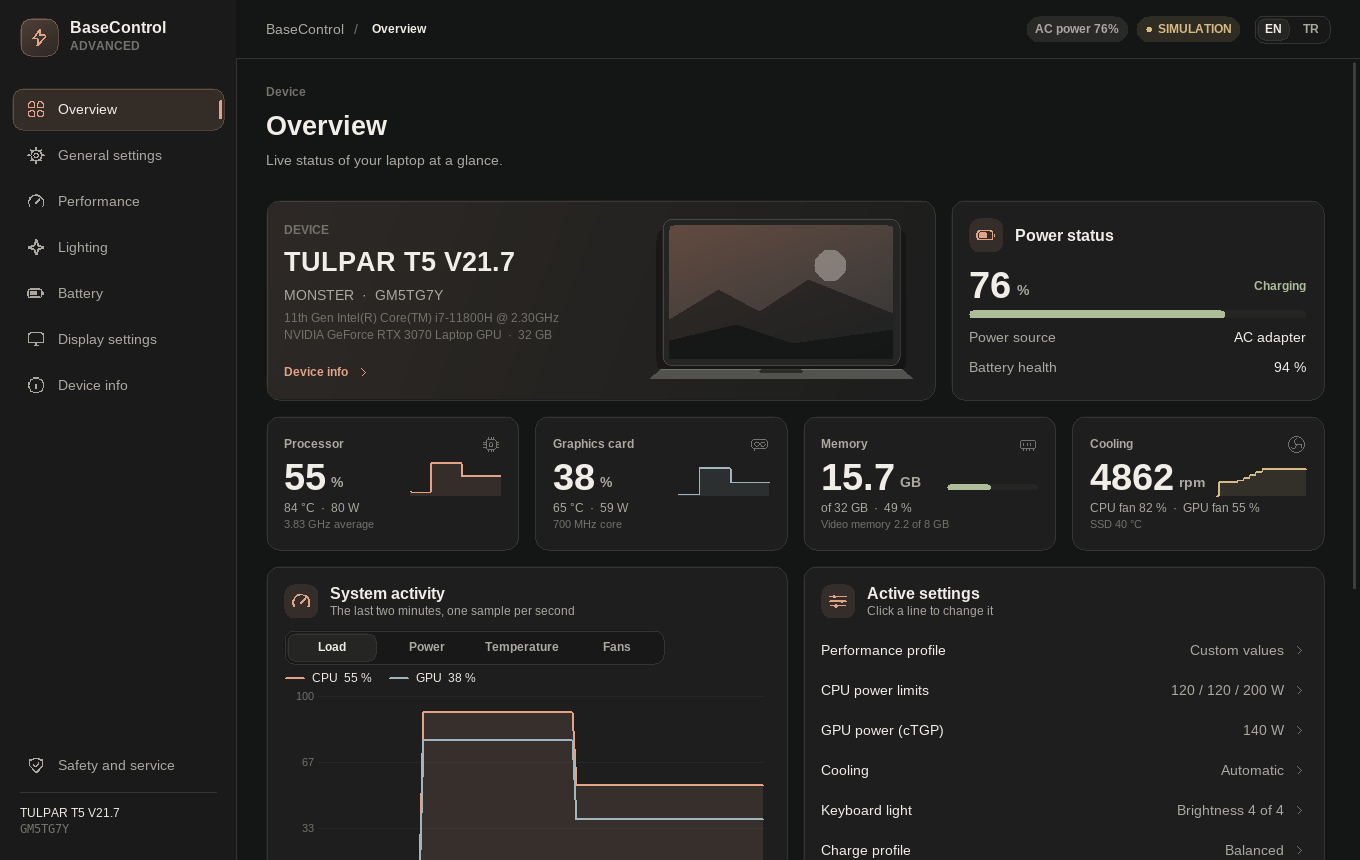 BaseControl
ADVANCED
Overview
General settings
Performance
Lighting
Battery
Display settings
Device info
Safety and service
TULPAR T5 V21.7
GM5TG7Y
BaseControl / Overview
AC power 76%
SIMULATION
EN TR
Device
Overview
Live status of your laptop at a glance.
DEVICE
TULPAR T5 V21.7
MONSTER · GM5TG7Y
11th Gen Intel(R) Core(TM) i7-11800H @ 2.30GHz
NVIDIA GeForce RTX 3070 Laptop GPU · 32 GB
Device info
Power status
76 % Charging
Power source AC adapter
Battery health 94 %
Processor
55 %
84 °C · 80 W
3.83 GHz average
Graphics card
38 %
65 °C · 59 W
700 MHz core
Memory
15.7 GB
of 32 GB · 49 %
Video memory 2.2 of 8 GB
Cooling
4862 rpm
CPU fan 82 % · GPU fan 55 %
SSD 40 °C
System activity
The last two minutes, one sample per second
Load Power Temperature Fans
CPU 55 % GPU 38 %
100
67
33
Active settings
Click a line to change it
Performance profile Custom values
CPU power limits 120 / 120 / 200 W
GPU power (cTGP) 140 W
Cooling Automatic
Keyboard light Brightness 4 of 4
Charge profile Balanced